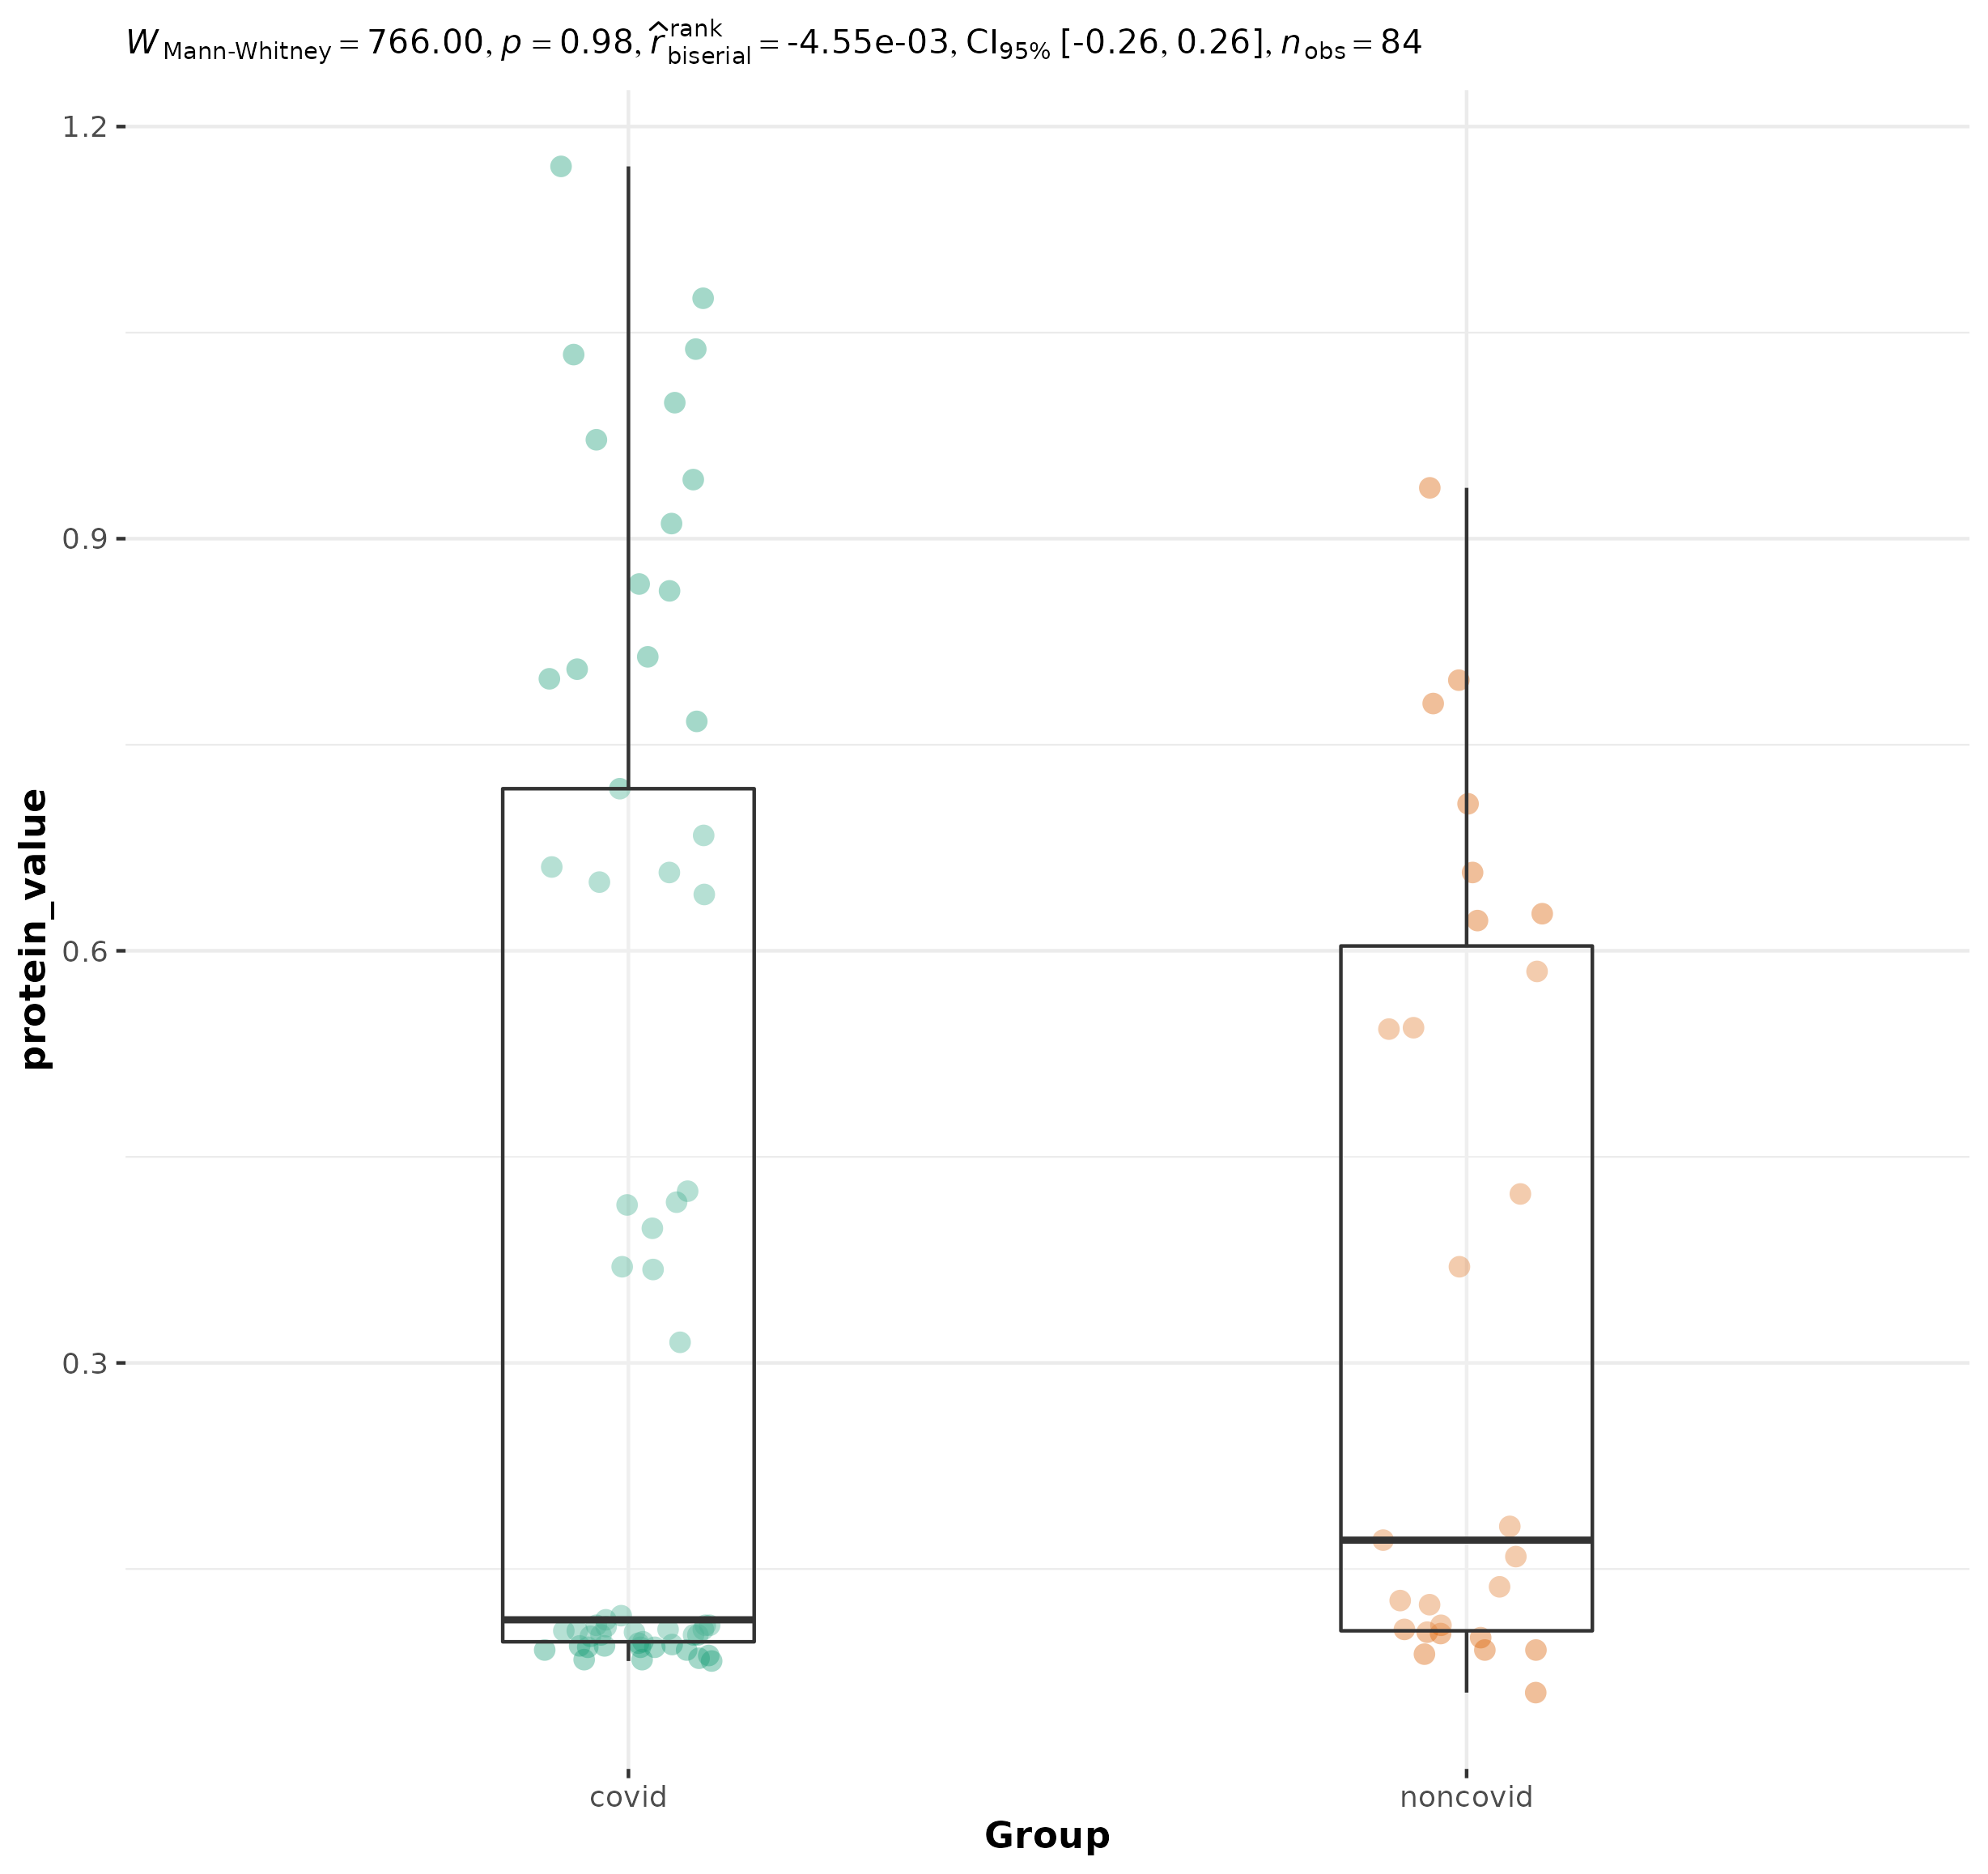 W Mann-Whitney = 766.00, p = 0.98, r̂ rank biserial = -4.55e-03, CI95% [-0.26, 0.26], n obs = 84
1.2
0.9
0.6
0.3
protein_value
covid noncovid
Group